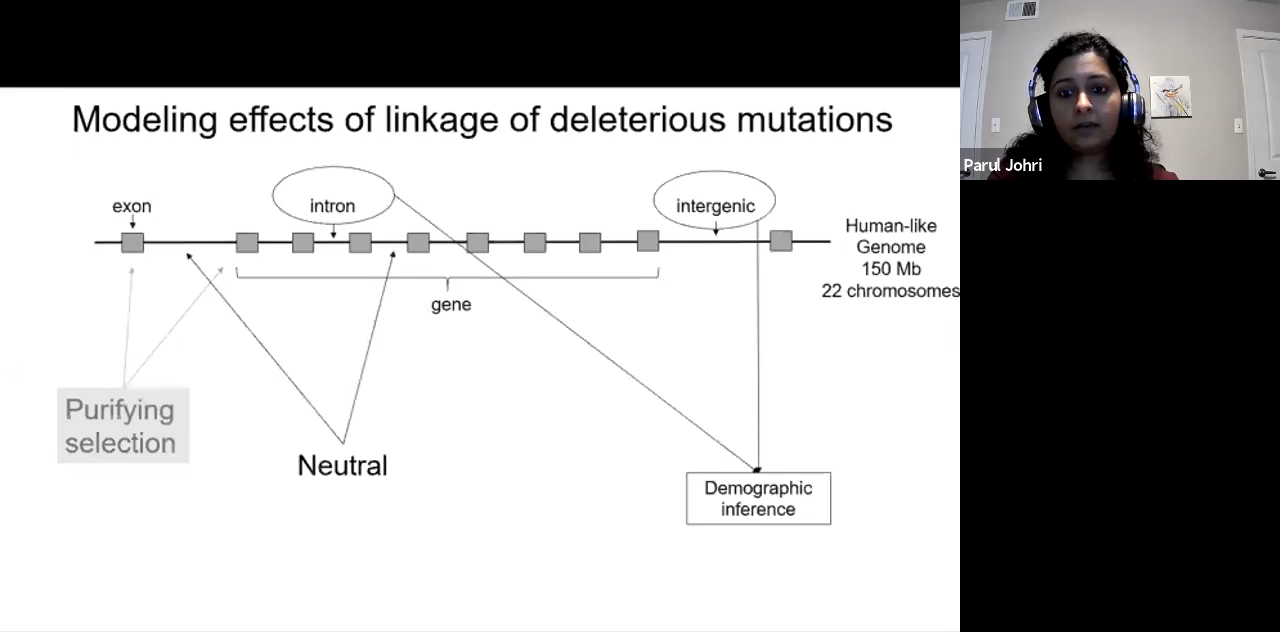 Modeling effects of linkage of deleterious mutations
exon
intron
intergenic
Human-like
Genome
150 Mb
22 chromosomes
gene
Purifying
selection
Neutral
Demographic
inference
Parul Johri